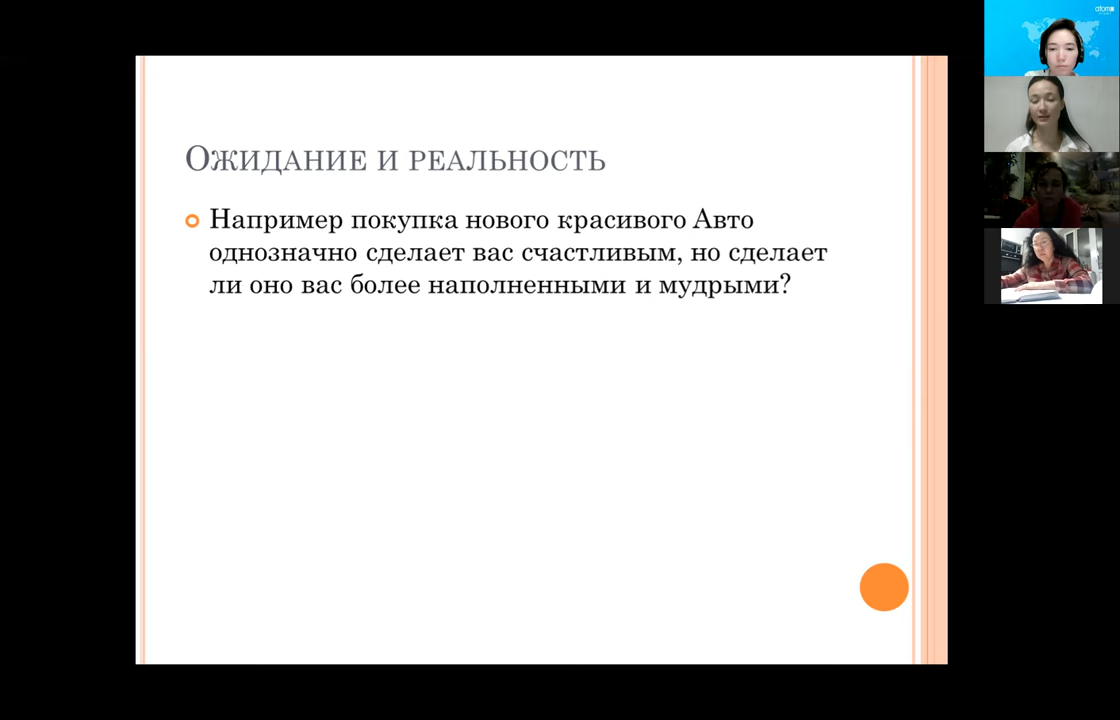 Ожидание и реальность
Например покупка нового красивого Авто
однозначно сделает вас счастливым, но сделает
ли оно вас более наполненными и мудрыми?